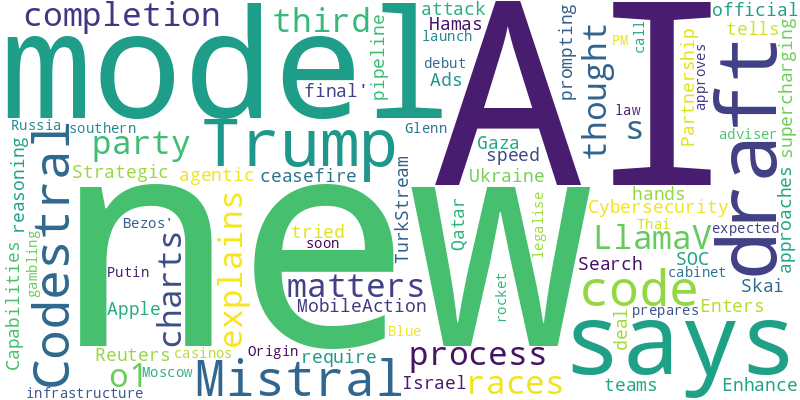 completion
third
attack
Hamas
launch
official
tells
PM
call
model
AI
final'
pipeline
debut
Ads
prompting
thought
law
s
Partnership
approves
draft
supercharging
Russia
southern
Trump
Glenn
Gaza
speed
adviser
party
reasoning
Codestral
Strategic
agentic
ceasefire
Ukraine
approaches
new
explains
TurkStream
Qatar
legalise
hands
Cybersecurity
Thai
expected
Bezos'
tried
soon
LlamaV
gambling
Capabilities
charts
Putin
matters
Search
SOC
cabinet
Skai
Apple
MobileAction
rocket
code
Enters
prepares
Blue
deal
says
Reuters
casinos
Origin
require
process
o1
Moscow
Mistral
Israel
races
teams
Enhance
infrastructure